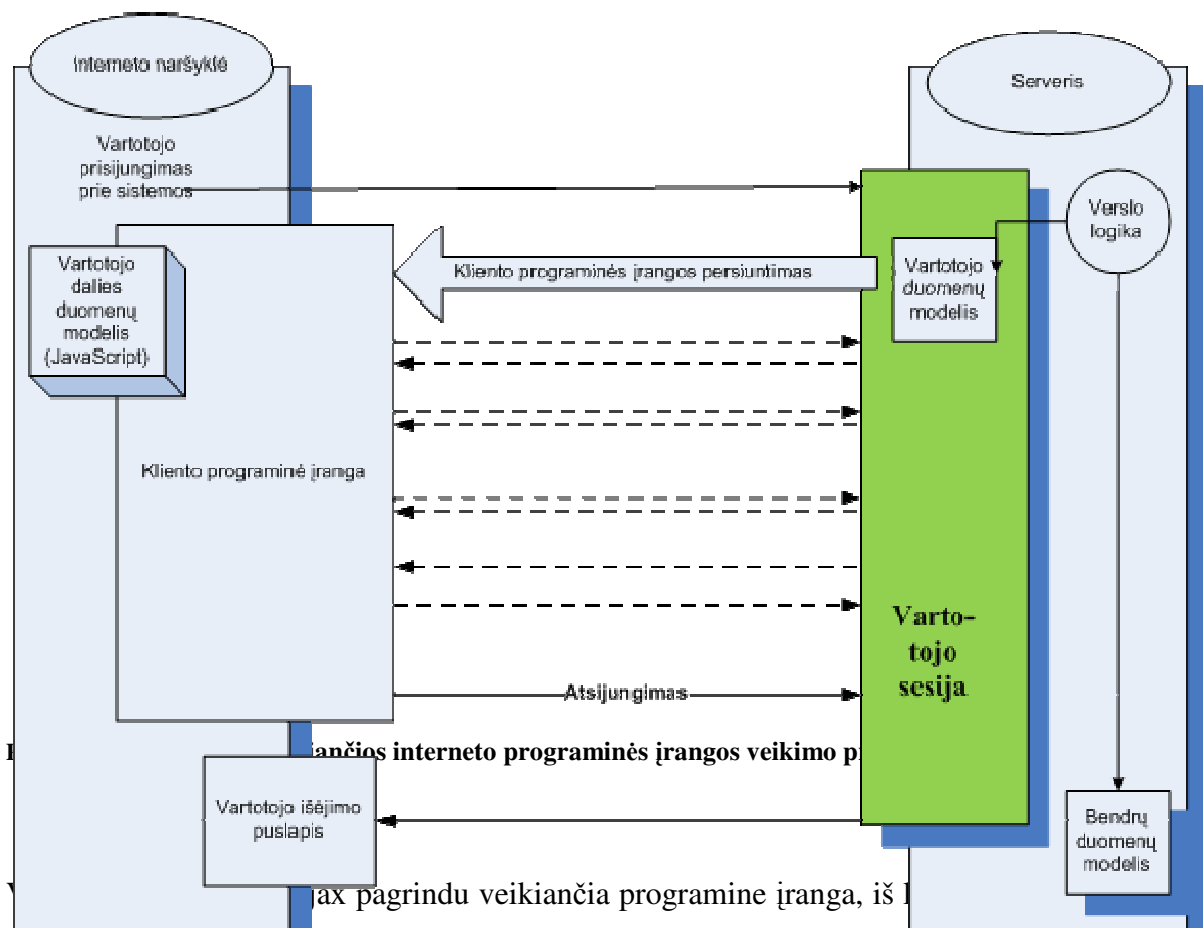 Interneto naršyklė
Serveris
Vartotojo
prisijungimas
prie sistemos
Verslo
logika
Vartotojo
dalies
duomenų
modelis
(JavaScript)
Kliento programinės įrangos persiuntimas
Vartotojo
duomenų
modelis
Kliento programinė įranga
Varto-
tojo
sesija
Atsijungimas
interneto programinės įrangos veikimo
Vartotojo išėjimo
puslapis
Bendrų
duomenų
modelis
pagrindu veikiančia programine įranga, iš